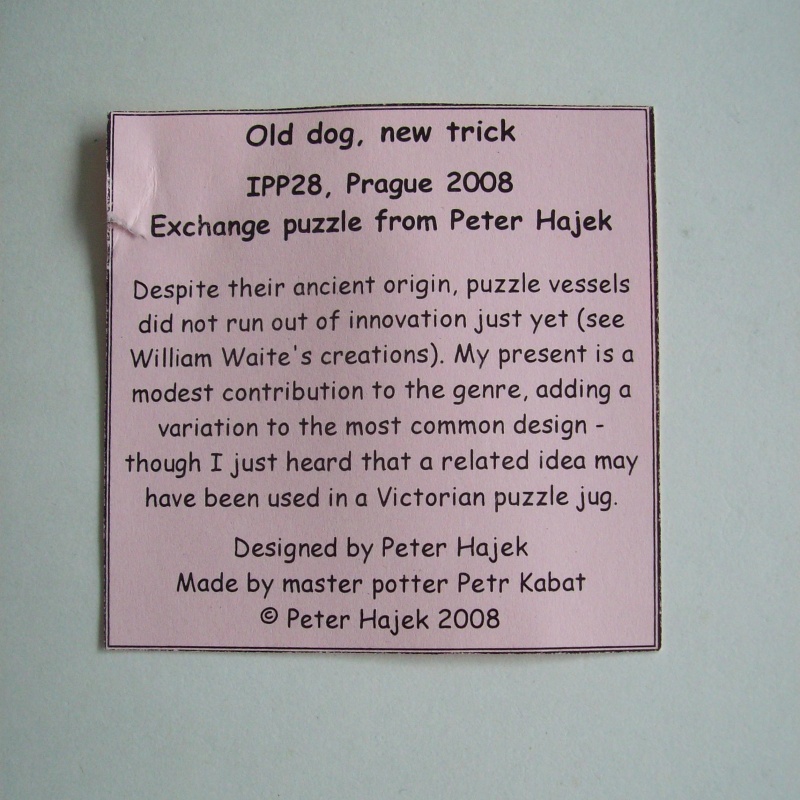 Old dog, new trick
IPP28, Prague 2008
Exchange puzzle from Peter Hajek
Despite their ancient origin, puzzle vessels
did not run out of innovation just yet (see
William Waite's creations). My present is a
modest contribution to the genre, adding a
variation to the most common design -
though I just heard that a related idea may
have been used in a Victorian puzzle jug.
Designed by Peter Hajek
Made by master potter Petr Kabat
© Peter Hajek 2008